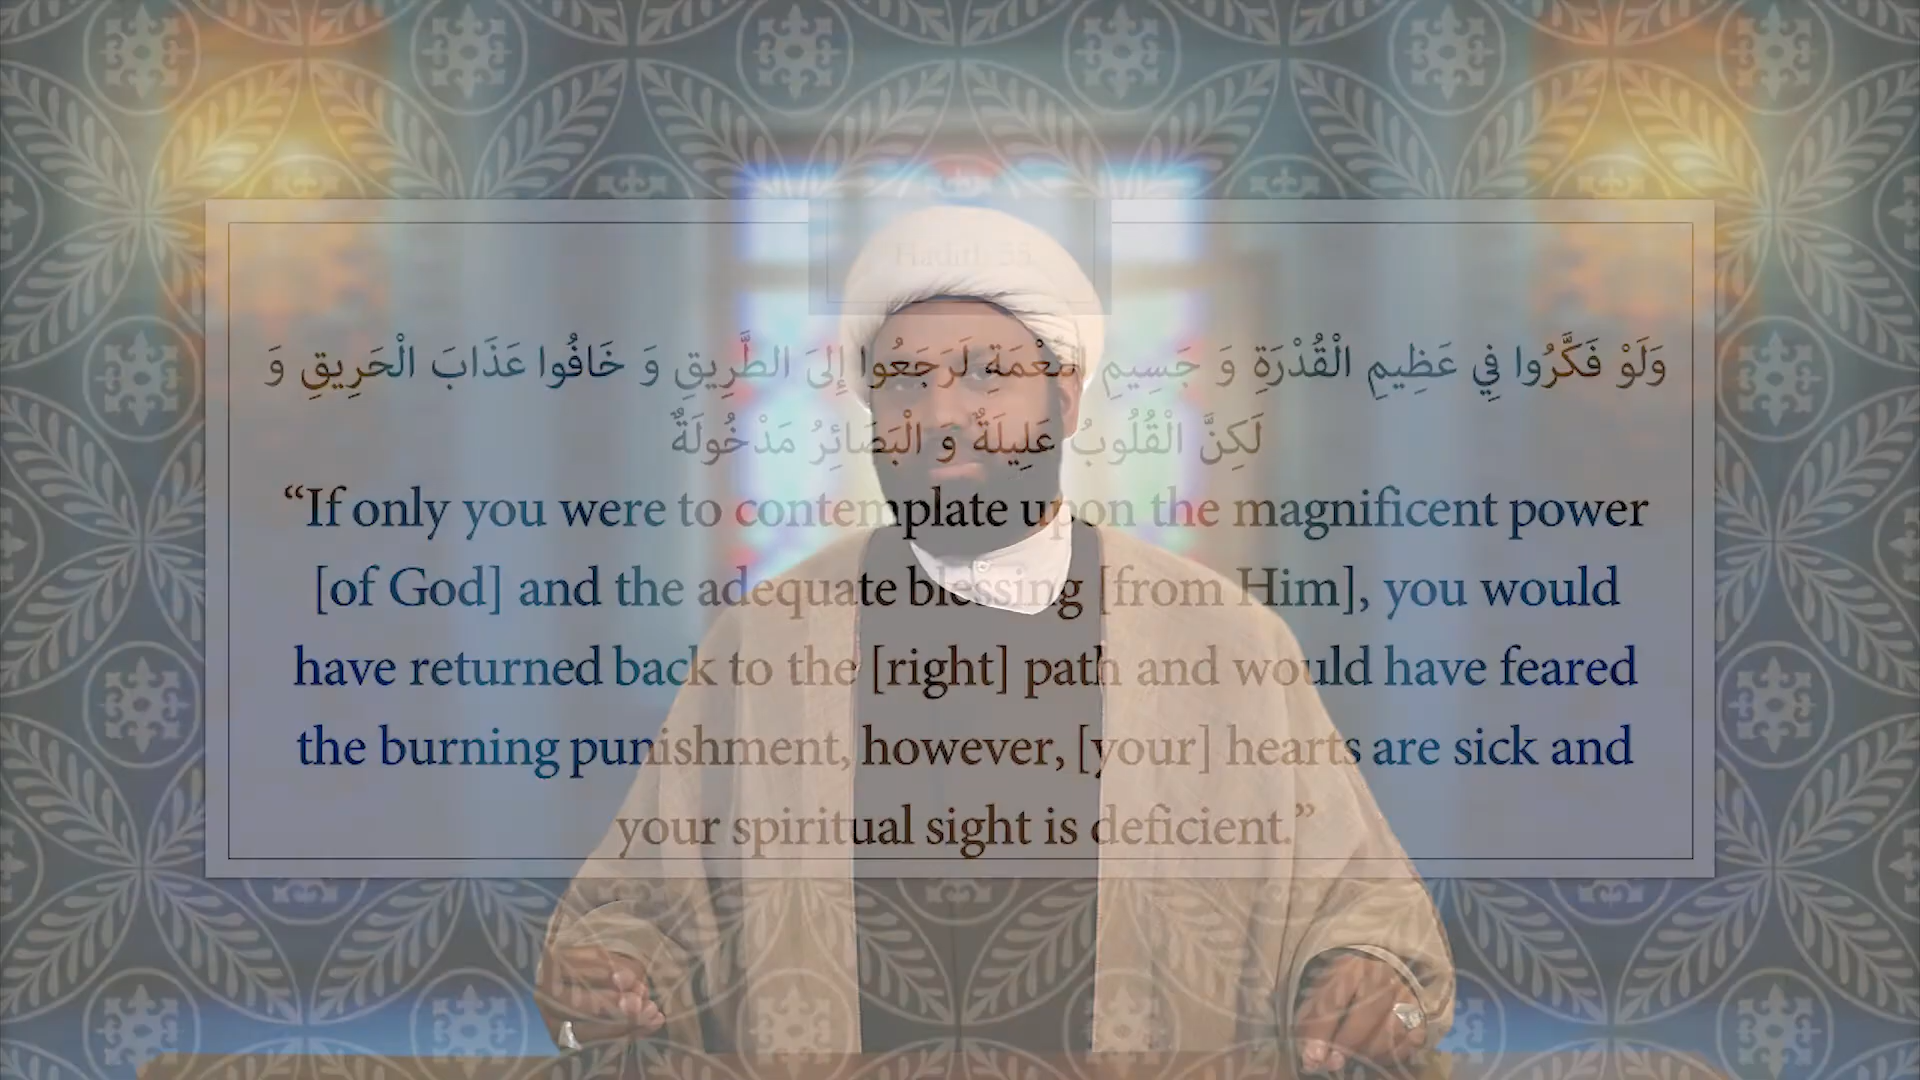 Hadith 55
وَلَوْ فَكَّرُوا فِي عَظِيمِ الْقُدْرَةِ وَ جَسِيمِ النِّعْمَةِ لَرَجَعُوا إِلىَ الطَّرِيقِ وَ خَافُوا عَذَابَ الْحَرِيقِ وَ
لَكِنَّ الْقُلُوبُ عَلِيلَةٌ وَ الْبَصَائِرُ مَدْخُولَةٌ
“If only you were to contemplate upon the magnificent power
[of God] and the adequate blessing [from Him], you would
have returned back to the [right] path and would have feared
the burning punishment, however, [your] hearts are sick and
your spiritual sight is deficient.”